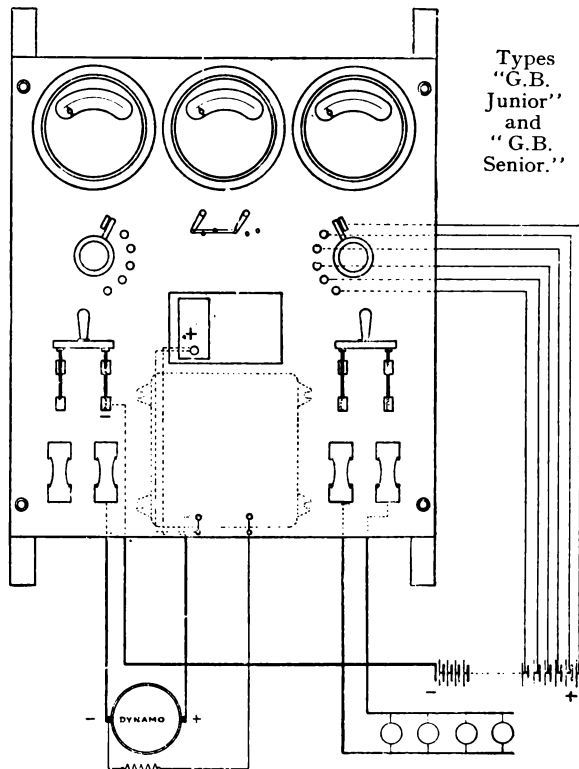 Types
"G.B.
Junior"
and
"G.B.
Senior."
+
−
− DYNAMO +
− +